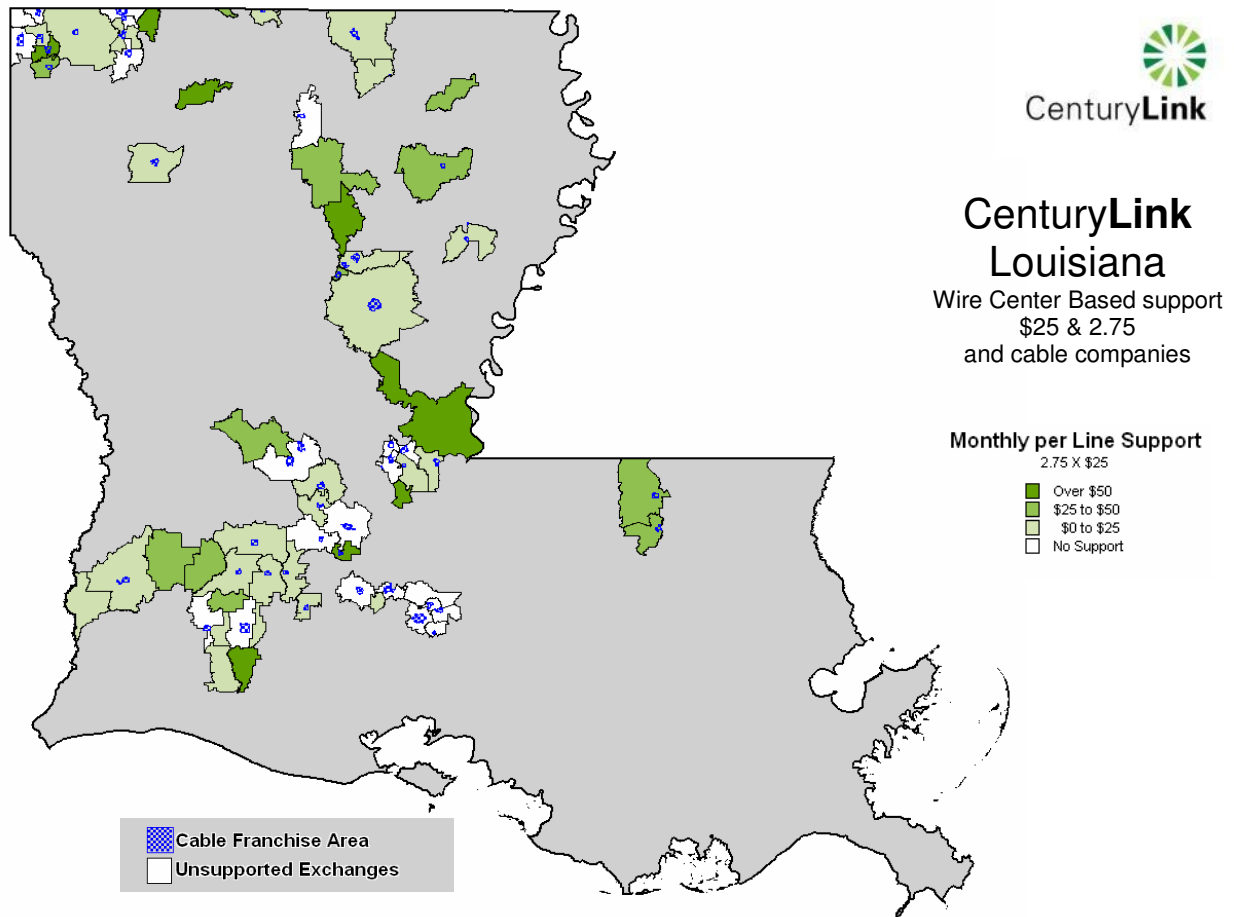 CenturyLink
CenturyLink
Louisiana
Wire Center Based support
$25 & 2.75
and cable companies
Monthly per Line Support
2.75 X $25
Over $50
$25 to $50
$0 to $25
No Support
Cable Franchise Area
Unsupported Exchanges